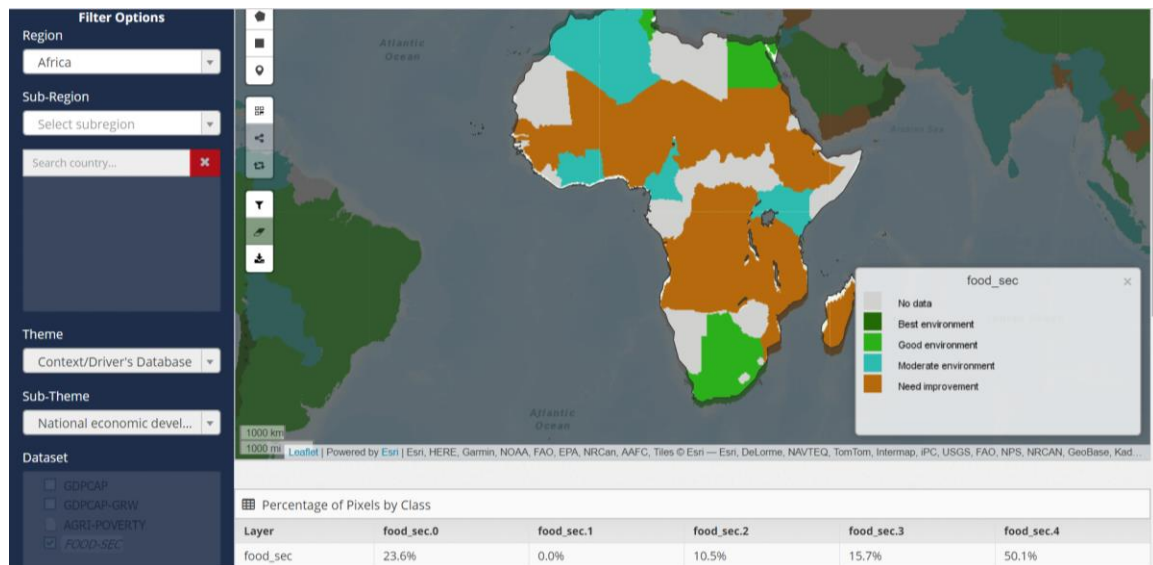 Filter Options
Region
Africa
Sub-Region
Select subregion
Search country...
Theme
Context/Driver's Database
Sub-Theme
National economic devel...
Dataset
GDPCAP
GDPCAP-GRW
AGRI-POVERTY
FOOD-SEC
Atlantic
Ocean
Atlantic
Ocean
food_sec
No data
Best environment
Good environment
Moderate environment
Need improvement
1000 km
1000 mi
Leaflet | Powered by Esri | Esri, HERE, Garmin, NOAA, FAO, EPA, NRCan, AAFC, Tiles © Esri — Esri, DeLorme, NAVTEQ, TomTom, Intermap, iPC, USGS, FAO, NPS, NRCAN, GeoBase, Kad...
Percentage of Pixels by Class
Layer food_sec.0 food_sec.1 food_sec.2 food_sec.3 food_sec.4
food_sec 23.6% 0.0% 10.5% 15.7% 50.1%